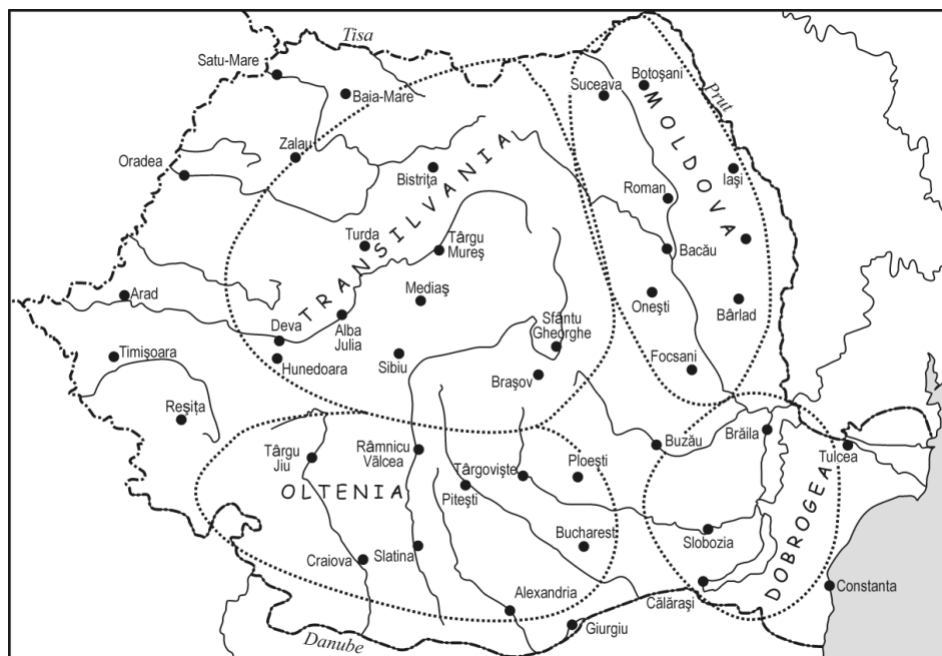 Tisa
Satu-Mare
Baia-Mare
Suceava
Botoşani
Prut
MOLDOVA
Zalau
Oradea
Bistriţa
TRANSILVANIA
Roman
Iaşi
Turda
Târgu
Mureş
Bacău
Arad
Mediaş
Oneşti
Bârlad
Deva
Alba
Julia
Sfântu
Gheorghe
Timişoara
Hunedoara
Sibiu
Braşov
Focsani
Reşiţa
Târgu
Jiu
Râmnicu
Vâlcea
Buzău
Brăila
Tulcea
Târgovişte
Ploeşti
OLTENIA
Piteşti
DOBROGEA
Slobozia
Bucharest
Craiova
Slatina
Alexandria
Călăraşi
Constanta
Giurgiu
Danube